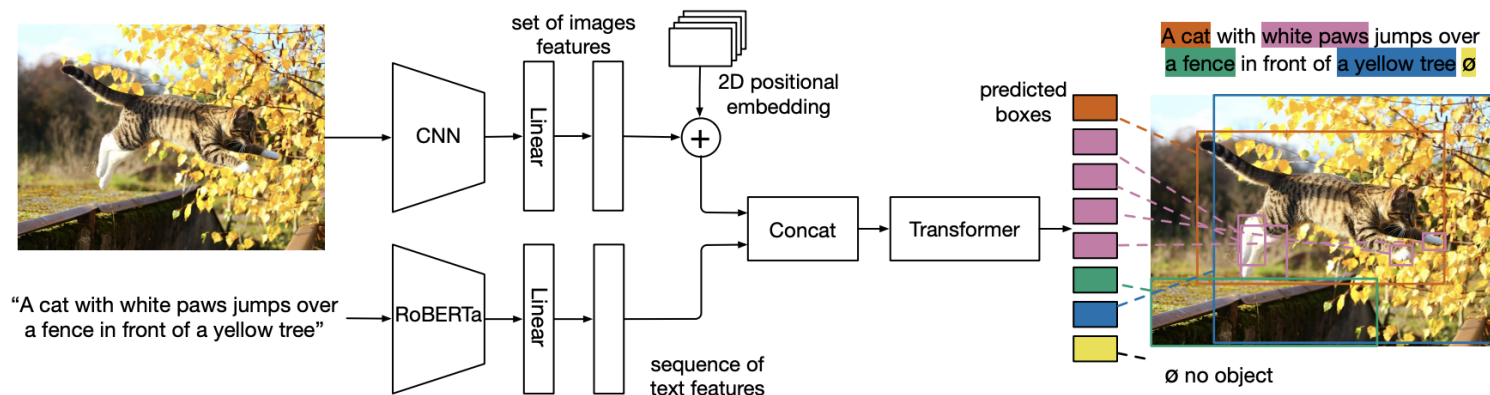 set of images
features
2D positional
embedding
CNN
Linear
+
“A cat with white paws jumps over
a fence in front of a yellow tree”
RoBERTa
Linear
sequence of
text features
Concat
Transformer
predicted
boxes
A cat with white paws jumps over
a fence in front of a yellow tree ø
ø no object